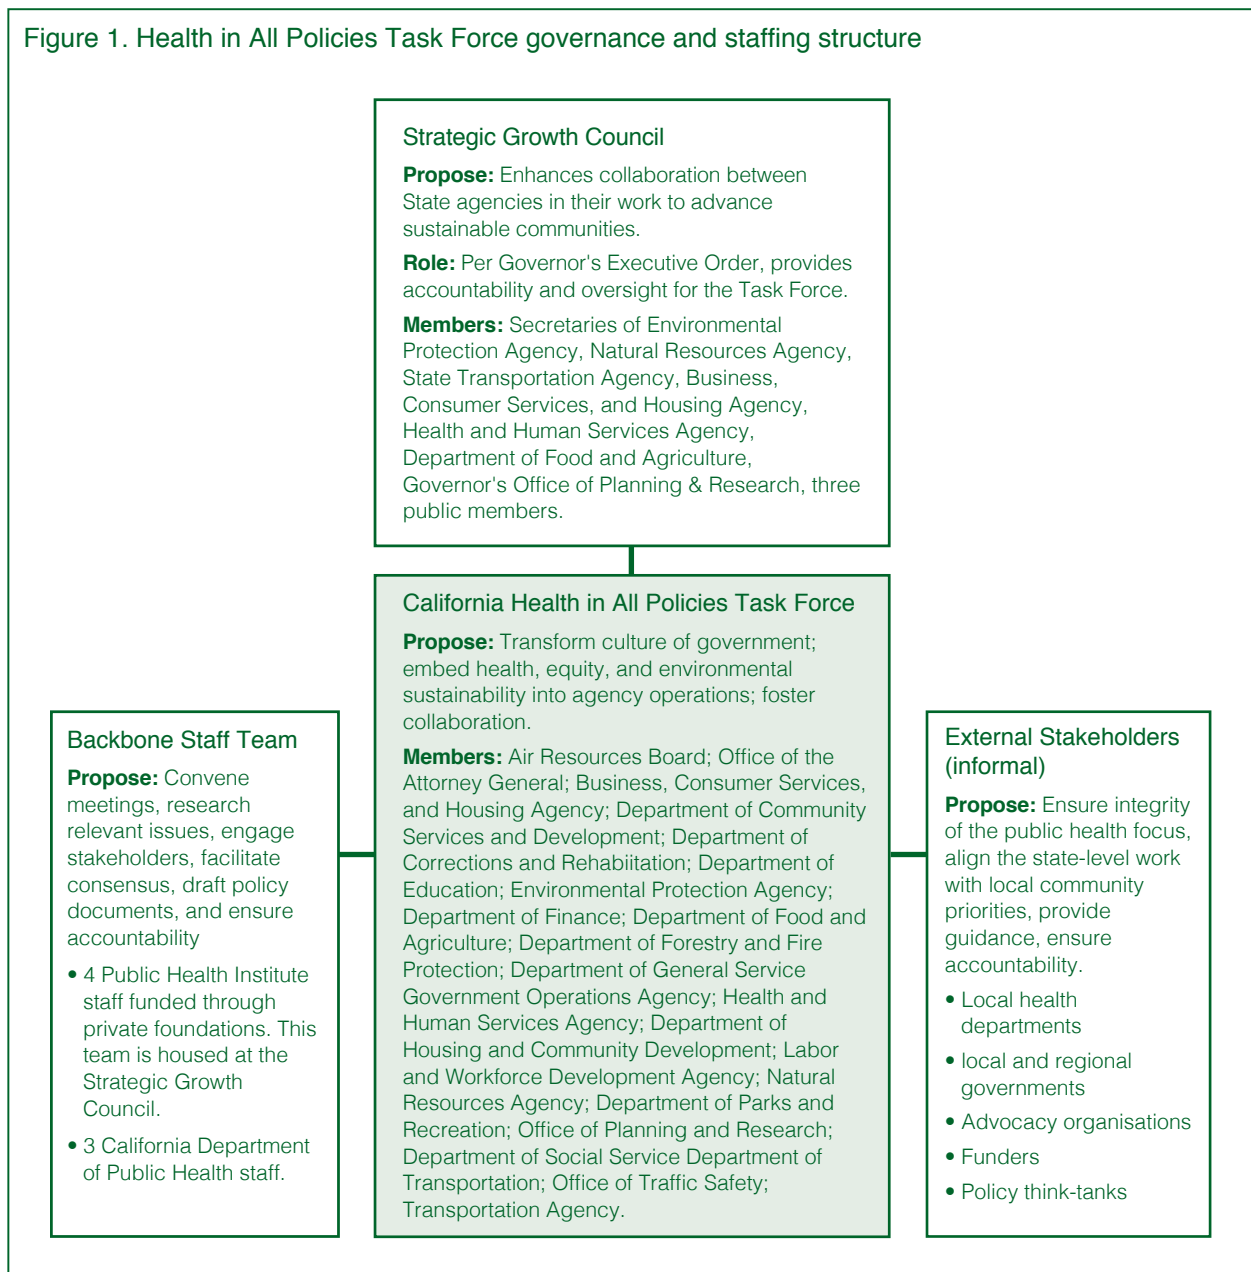 Figure 1. Health in All Policies Task Force governance and staffing structure
Strategic Growth Council
Propose: Enhances collaboration between
State agencies in their work to advance
sustainable communities.
Role: Per Governor's Executive Order, provides
accountability and oversight for the Task Force.
Members: Secretaries of Environmental
Protection Agency, Natural Resources Agency,
State Transportation Agency, Business,
Consumer Services, and Housing Agency,
Health and Human Services Agency,
Department of Food and Agriculture,
Governor's Office of Planning & Research, three
public members.
California Health in All Policies Task Force
Propose: Transform culture of government;
embed health, equity, and environmental
sustainability into agency operations; foster
collaboration.
Members: Air Resources Board; Office of the
Attorney General; Business, Consumer Services,
and Housing Agency; Department of Community
Services and Development; Department of
Corrections and Rehabiitation; Department of
Education; Environmental Protection Agency;
Department of Finance; Department of Food and
Agriculture; Department of Forestry and Fire
Protection; Department of General Service
Government Operations Agency; Health and
Human Services Agency; Department of
Housing and Community Development; Labor
and Workforce Development Agency; Natural
Resources Agency; Department of Parks and
Recreation; Office of Planning and Research;
Department of Social Service Department of
Transportation; Office of Traffic Safety;
Transportation Agency.
Backbone Staff Team
Propose: Convene
meetings, research
relevant issues, engage
stakeholders, facilitate
consensus, draft policy
documents, and ensure
accountability
• 4 Public Health Institute
staff funded through
private foundations. This
team is housed at the
Strategic Growth
Council.
• 3 California Department
of Public Health staff.
External Stakeholders
(informal)
Propose: Ensure integrity
of the public health focus,
align the state-level work
with local community
priorities, provide
guidance, ensure
accountability.
• Local health
departments
• local and regional
governments
• Advocacy organisations
• Funders
• Policy think-tanks